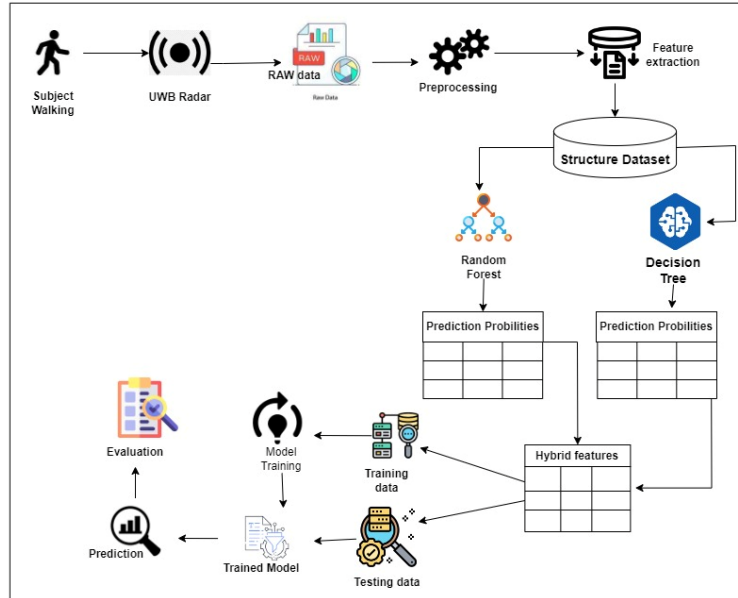 Subject
Walking
UWB Radar
RAW
RAW data
Raw Data
Preprocessing
Feature
extraction
Structure Dataset
Random
Forest
Decision
Tree
Prediction Probilities
Prediction Probilities
Hybrid features
Training
data
Model
Training
Evaluation
Testing data
Trained Model
Prediction